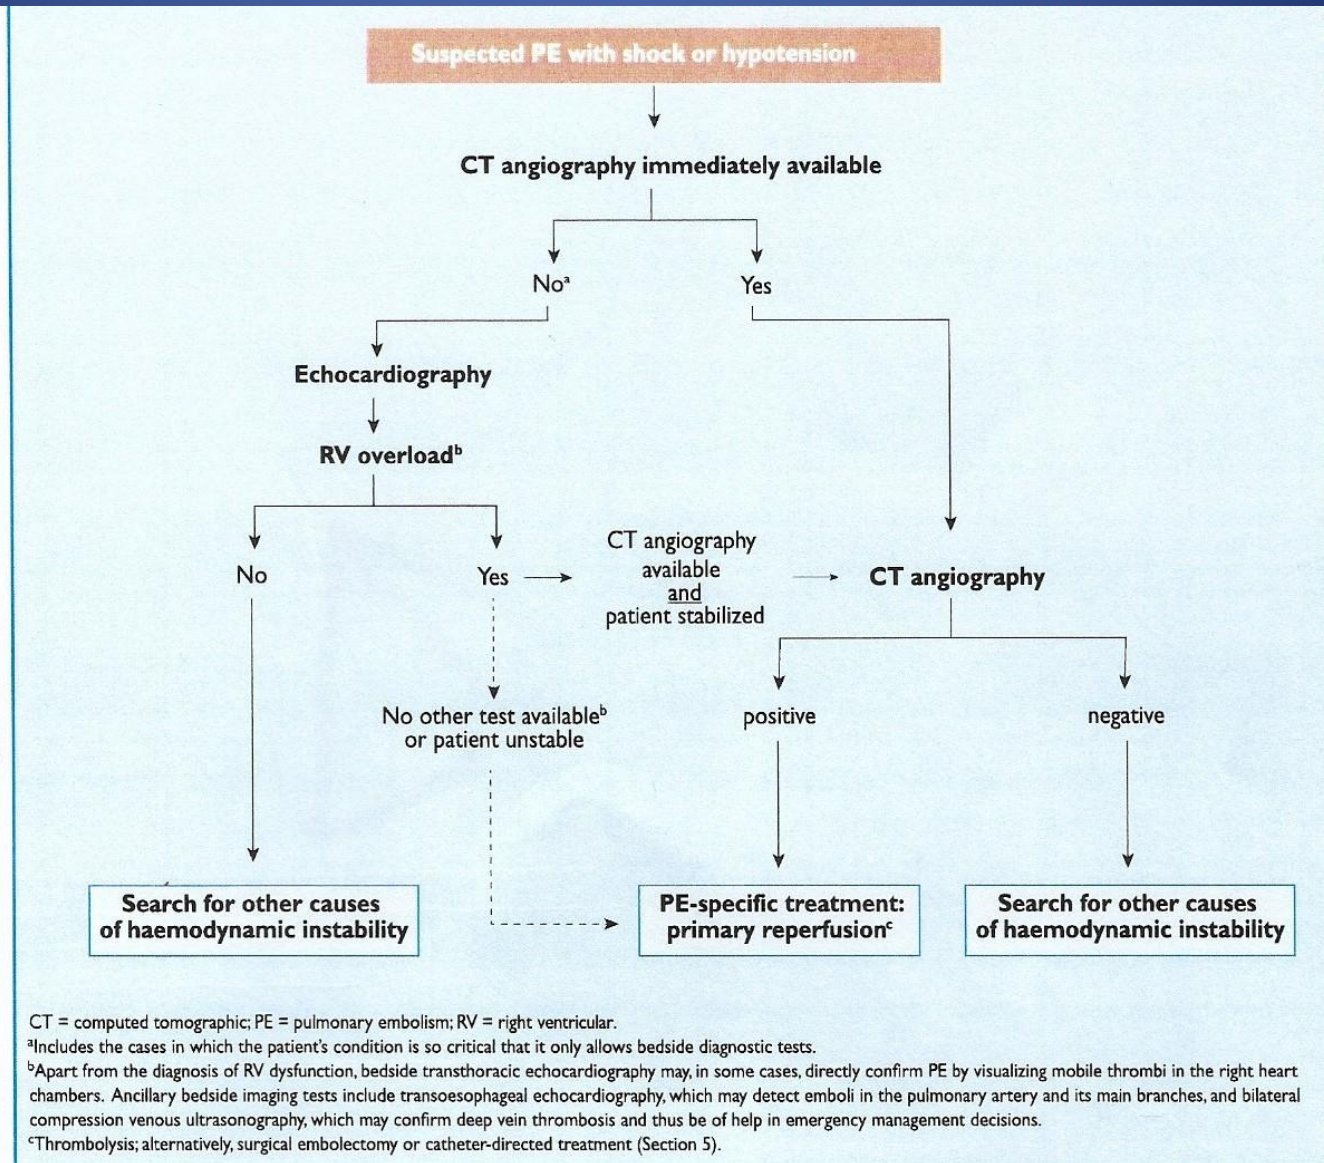 Suspected PE with shock or hypotension
CT angiography immediately available
Noᵃ
Yes
Echocardiography
RV overloadᵇ
No
Yes
CT angiography
available
and
patient stabilized
CT angiography
No other test availableᵇ
or patient unstable
positive
negative
Search for other causes
of haemodynamic instability
PE-specific treatment:
primary reperfusionᶜ
Search for other causes
of haemodynamic instability
CT = computed tomographic; PE = pulmonary embolism; RV = right ventricular.
ᵃIncludes the cases in which the patient's condition is so critical that it only allows bedside diagnostic tests.
ᵇApart from the diagnosis of RV dysfunction, bedside transthoracic echocardiography may, in some cases, directly confirm PE by visualizing mobile thrombi in the right heart
chambers. Ancillary bedside imaging tests include transoesophageal echocardiography, which may detect emboli in the pulmonary artery and its main branches, and bilateral
compression venous ultrasonography, which may confirm deep vein thrombosis and thus be of help in emergency management decisions.
ᶜThrombolysis; alternatively, surgical embolectomy or catheter-directed treatment (Section 5).